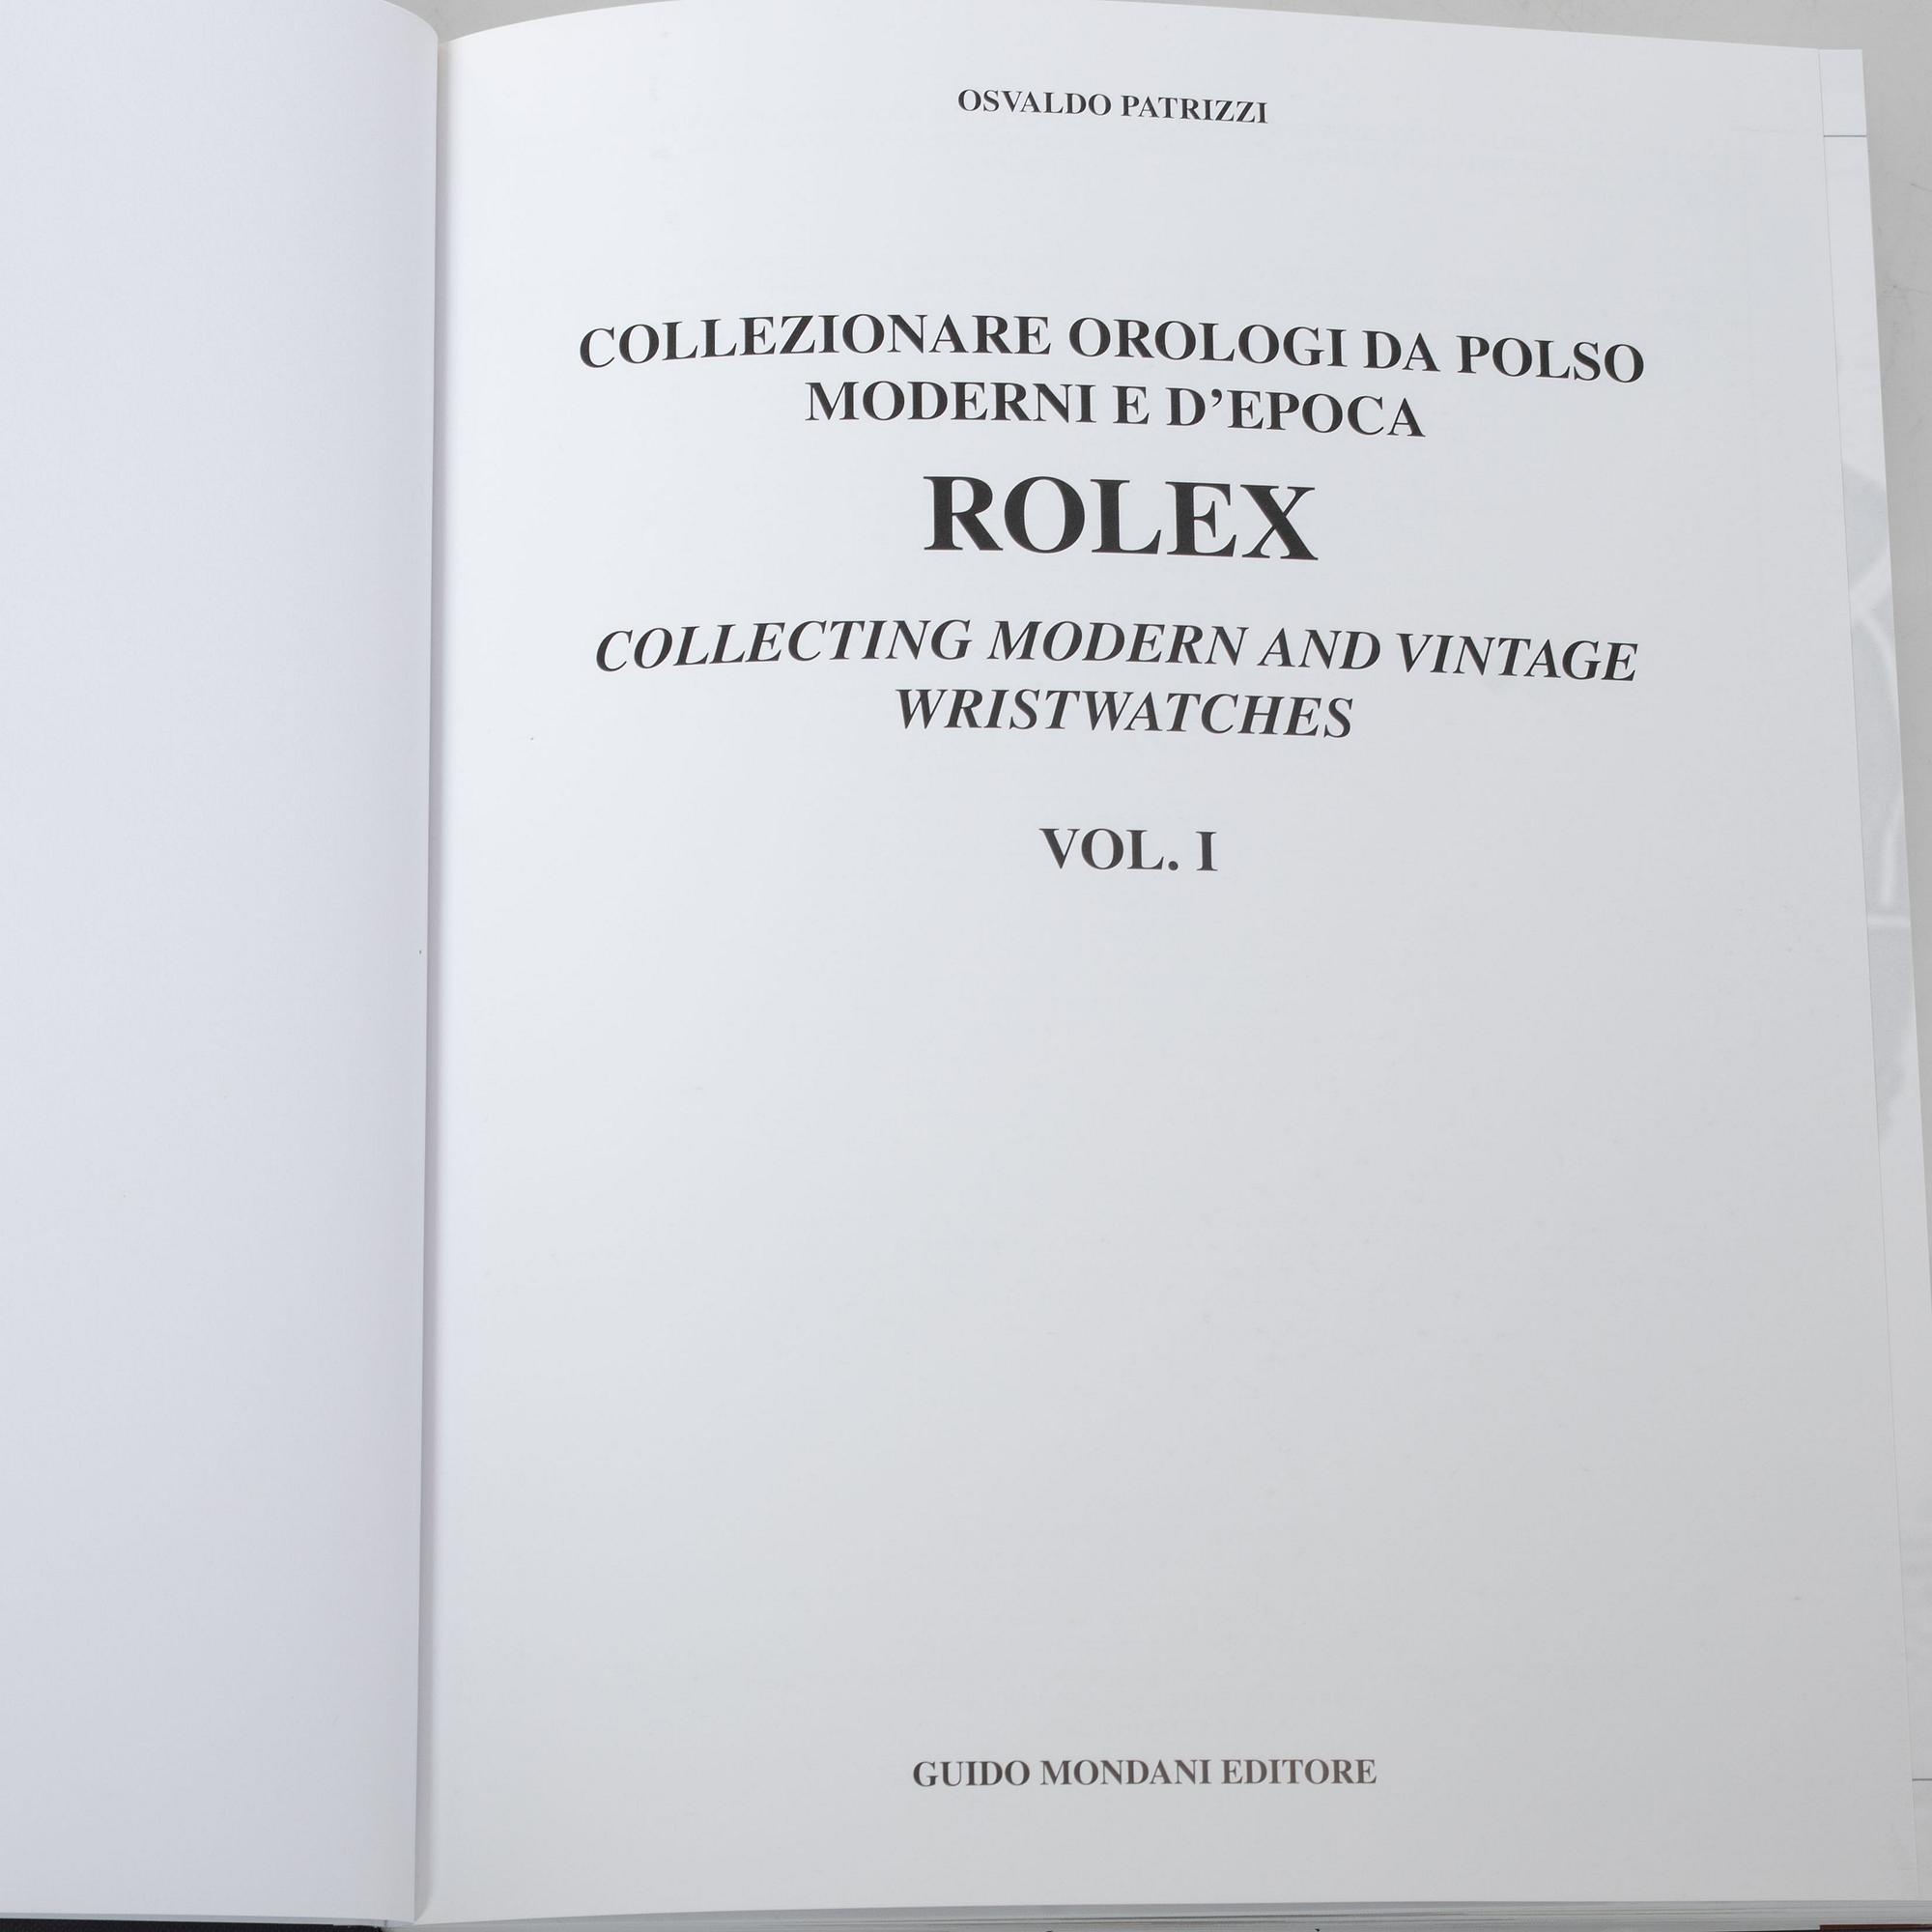 OSVALDO PATRIZZI
COLLEZIONARE OROLOGI DA POLSO
MODERNI E D'EPOCA
ROLEX
COLLECTING MODERN AND VINTAGE
WRISTWATCHES
VOL. I
GUIDO MONDANI EDITORE